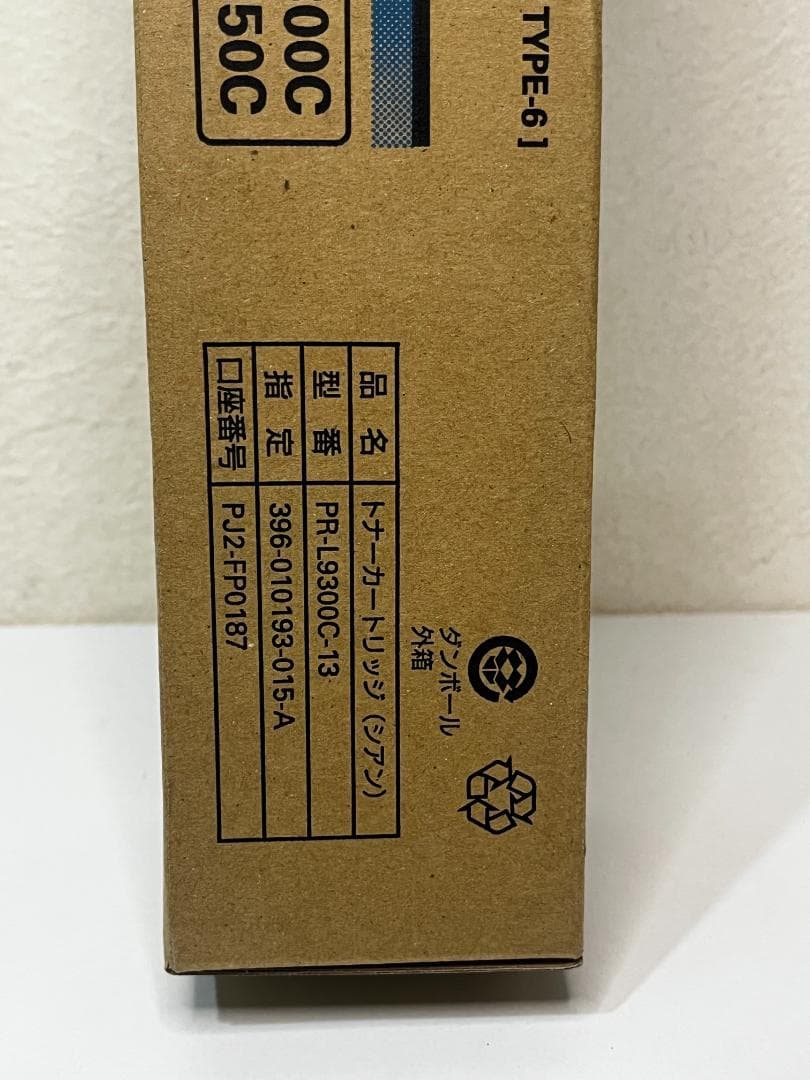 TYPE-6]
00C
50C
品名 トナーカートリッジ(シアン)
型番 PR-L9300C-13
指定 396-010193-015-A
口座番号 PJ2-FP0187
ダンボール
外箱